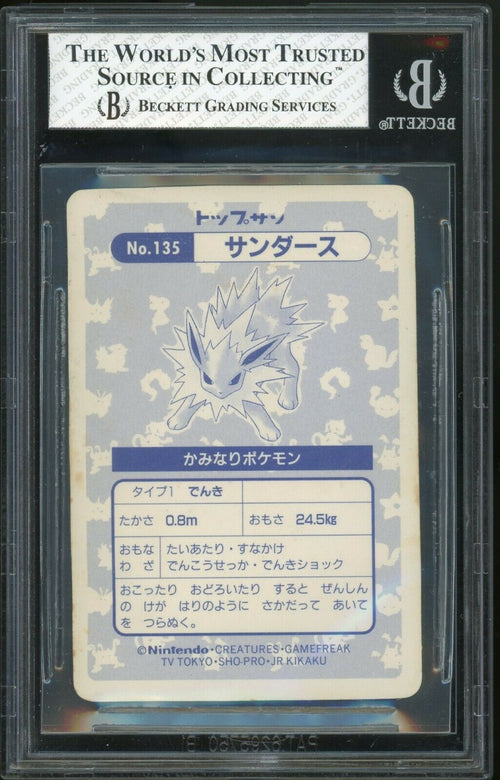 THE WORLD'S MOST TRUSTED
SOURCE IN COLLECTING™
B BECKETT GRADING SERVICES
B
BECKETT®
トップサン
No.135 サンダース
かみなりポケモン
タイプ1 でんき
たかさ 0.8m おもさ 24.5kg
おもな たいあたり・すなかけ
わ ざ でんこうせっか・でんきショック
おこったり おどろいたり すると ぜんしん
の けが はりのように さかだって あいて
を つらぬく。
©Nintendo・CREATURES・GAMEFREAK
TV TOKYO・SHO-PRO・JR KIKAKU